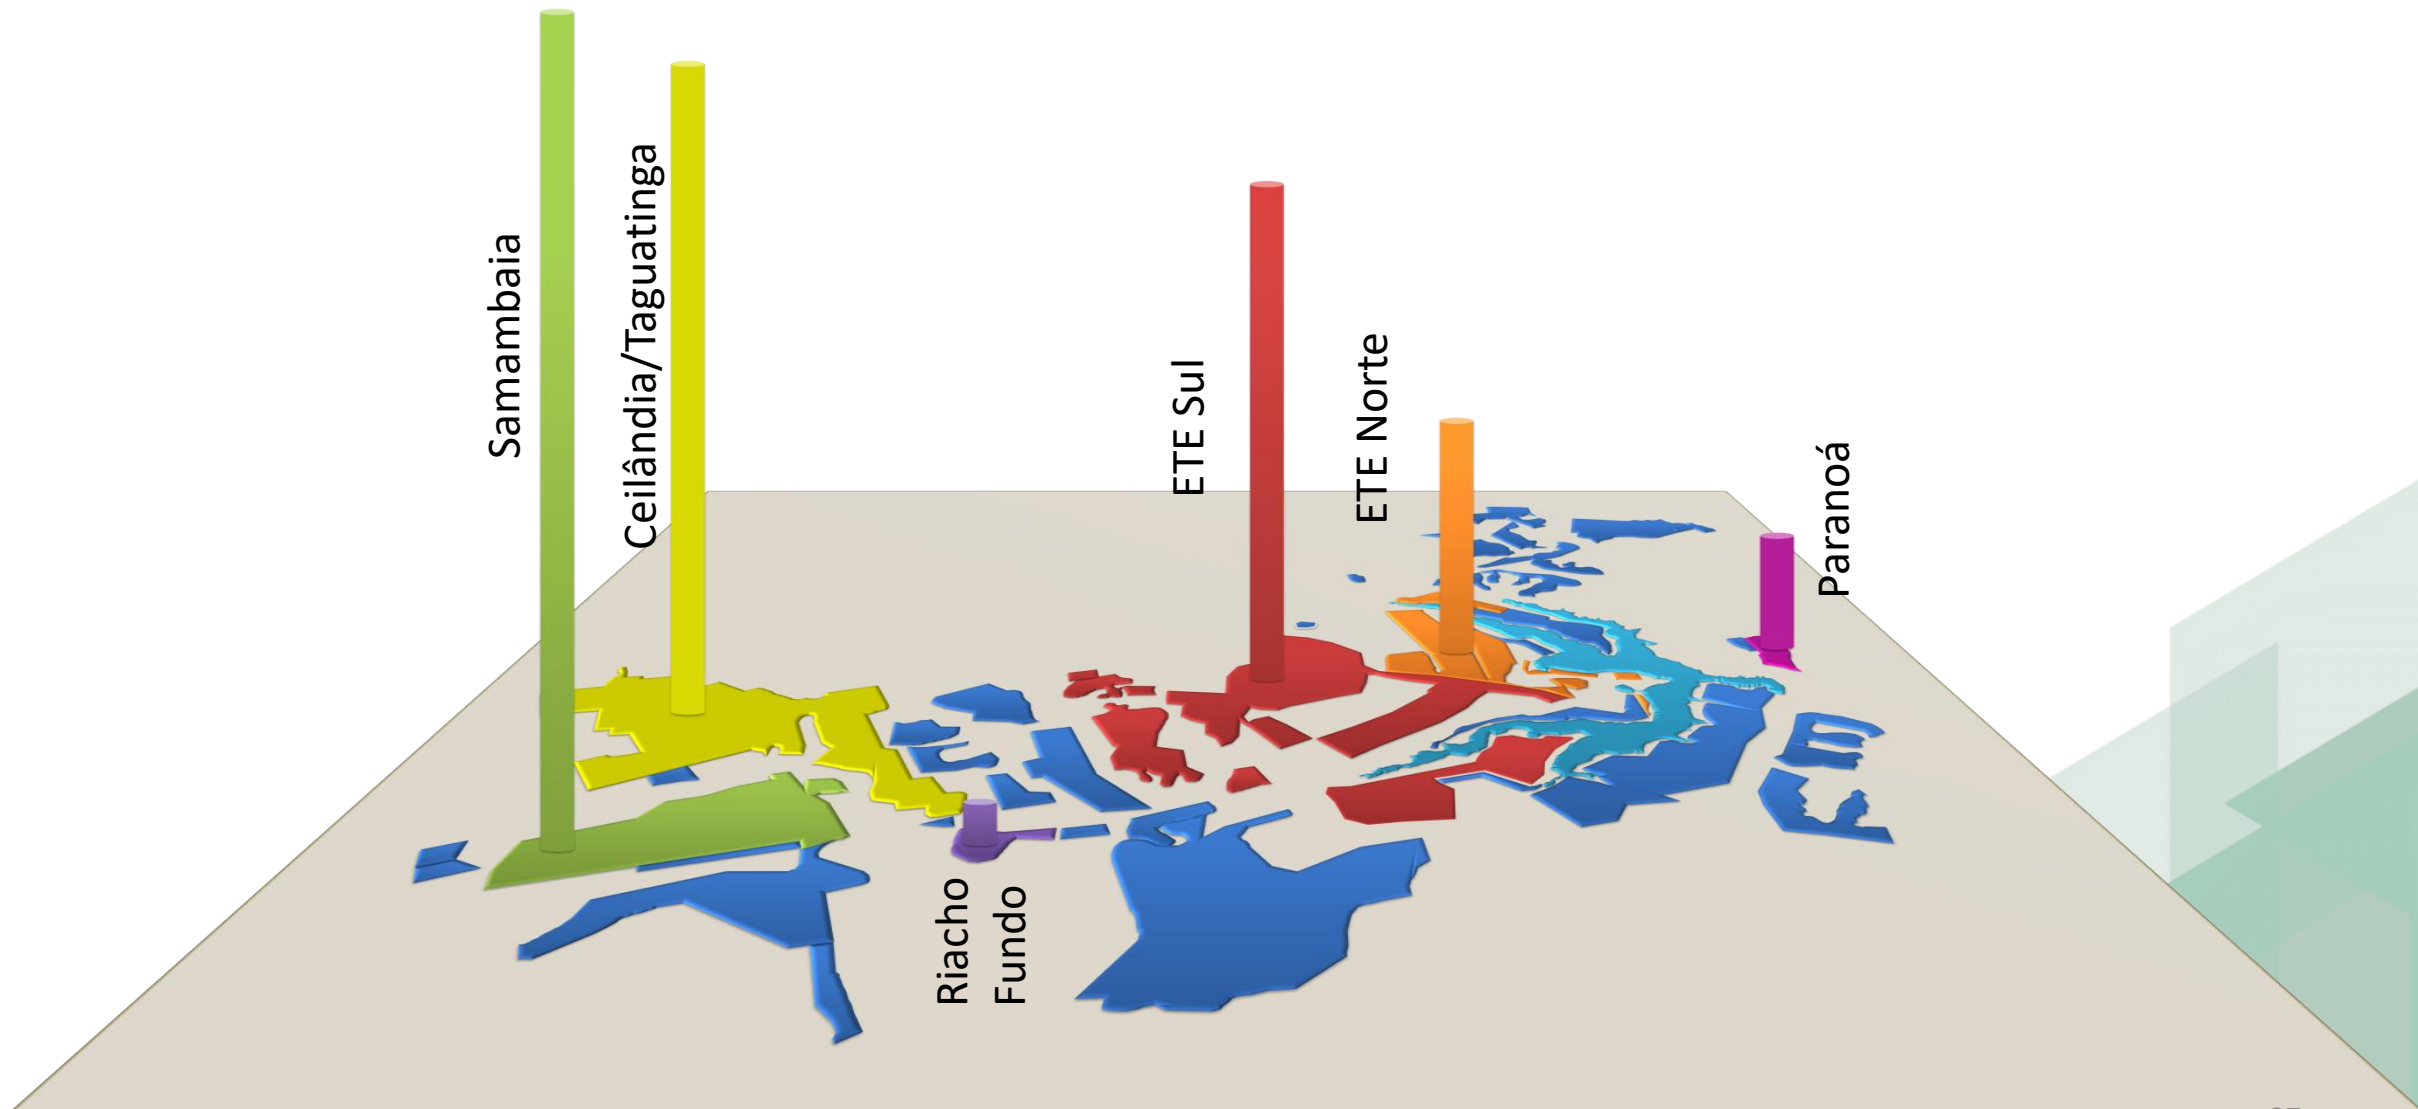 Samambaia
Ceilândia/Taguatinga
ETE Sul
ETE Norte
Paranoá
Riacho
Fundo